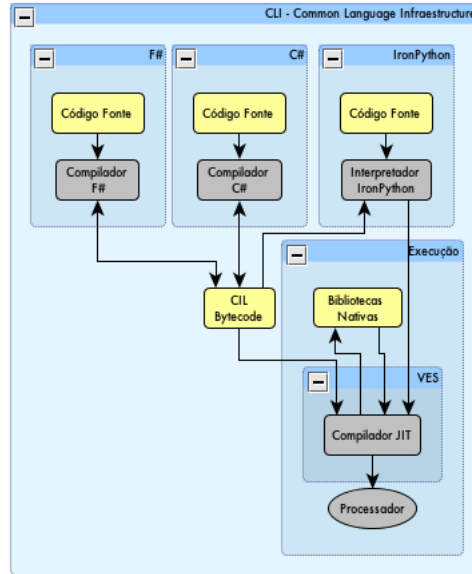 CLI - Common Language Infraestructure
F#
C#
IronPython
Código Fonte
Código Fonte
Código Fonte
Compilador
F#
Compilador
C#
Interpretador
IronPython
Execução
CIL
Bytecode
Bibliotecas
Nativas
VES
Compilador JIT
Processador